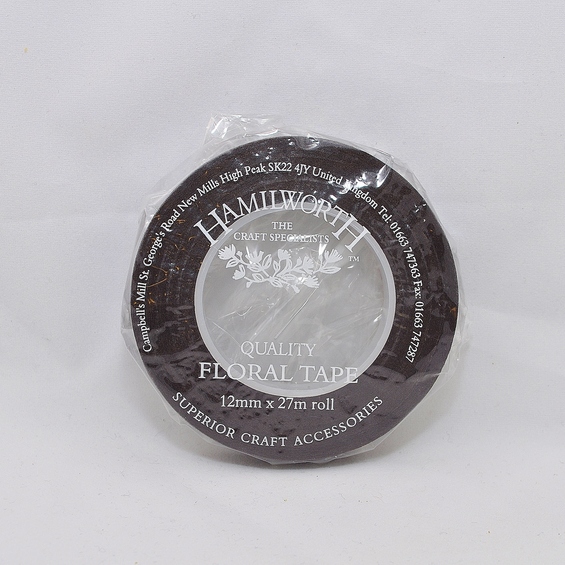 Campbell's Mill St. George's Road New Mills High Peak SK22 4JY United Kingdom Tel: 01663 747363 Fax: 01663 747287
HAMILWORTH
THE
CRAFT SPECIALISTS
TM
QUALITY
FLORAL TAPE
12mm x 27m roll
SUPERIOR CRAFT ACCESSORIES